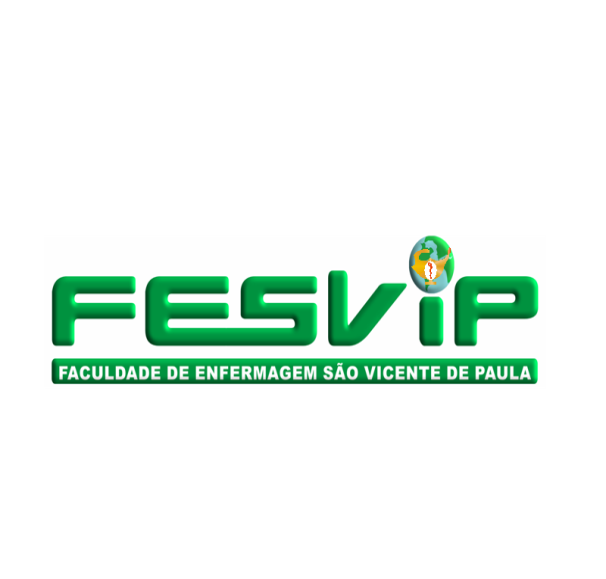 FESViP
FACULDADE DE ENFERMAGEM SÃO VICENTE DE PAULA